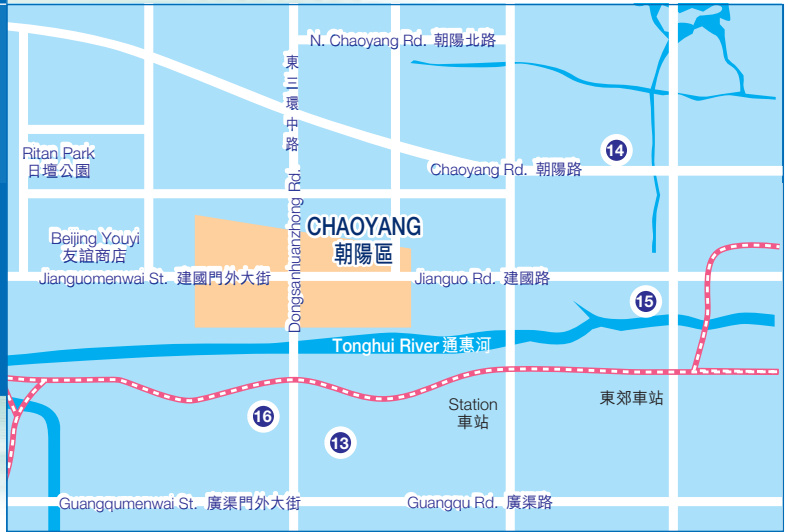 N. Chaoyang Rd. 朝陽北路
東三環中路
Dongsanhuanzhong Rd.
14
Ritan Park
日壇公園
Chaoyang Rd. 朝陽路
CHAOYANG
朝陽區
Beijing Youyi
友誼商店
Jianguomenwai St. 建國門外大街
Jianguo Rd. 建國路
15
Tonghui River 通惠河
Station
車站
東郊車站
16
13
Guangqumenwai St. 廣渠門外大街
Guangqu Rd. 廣渠路